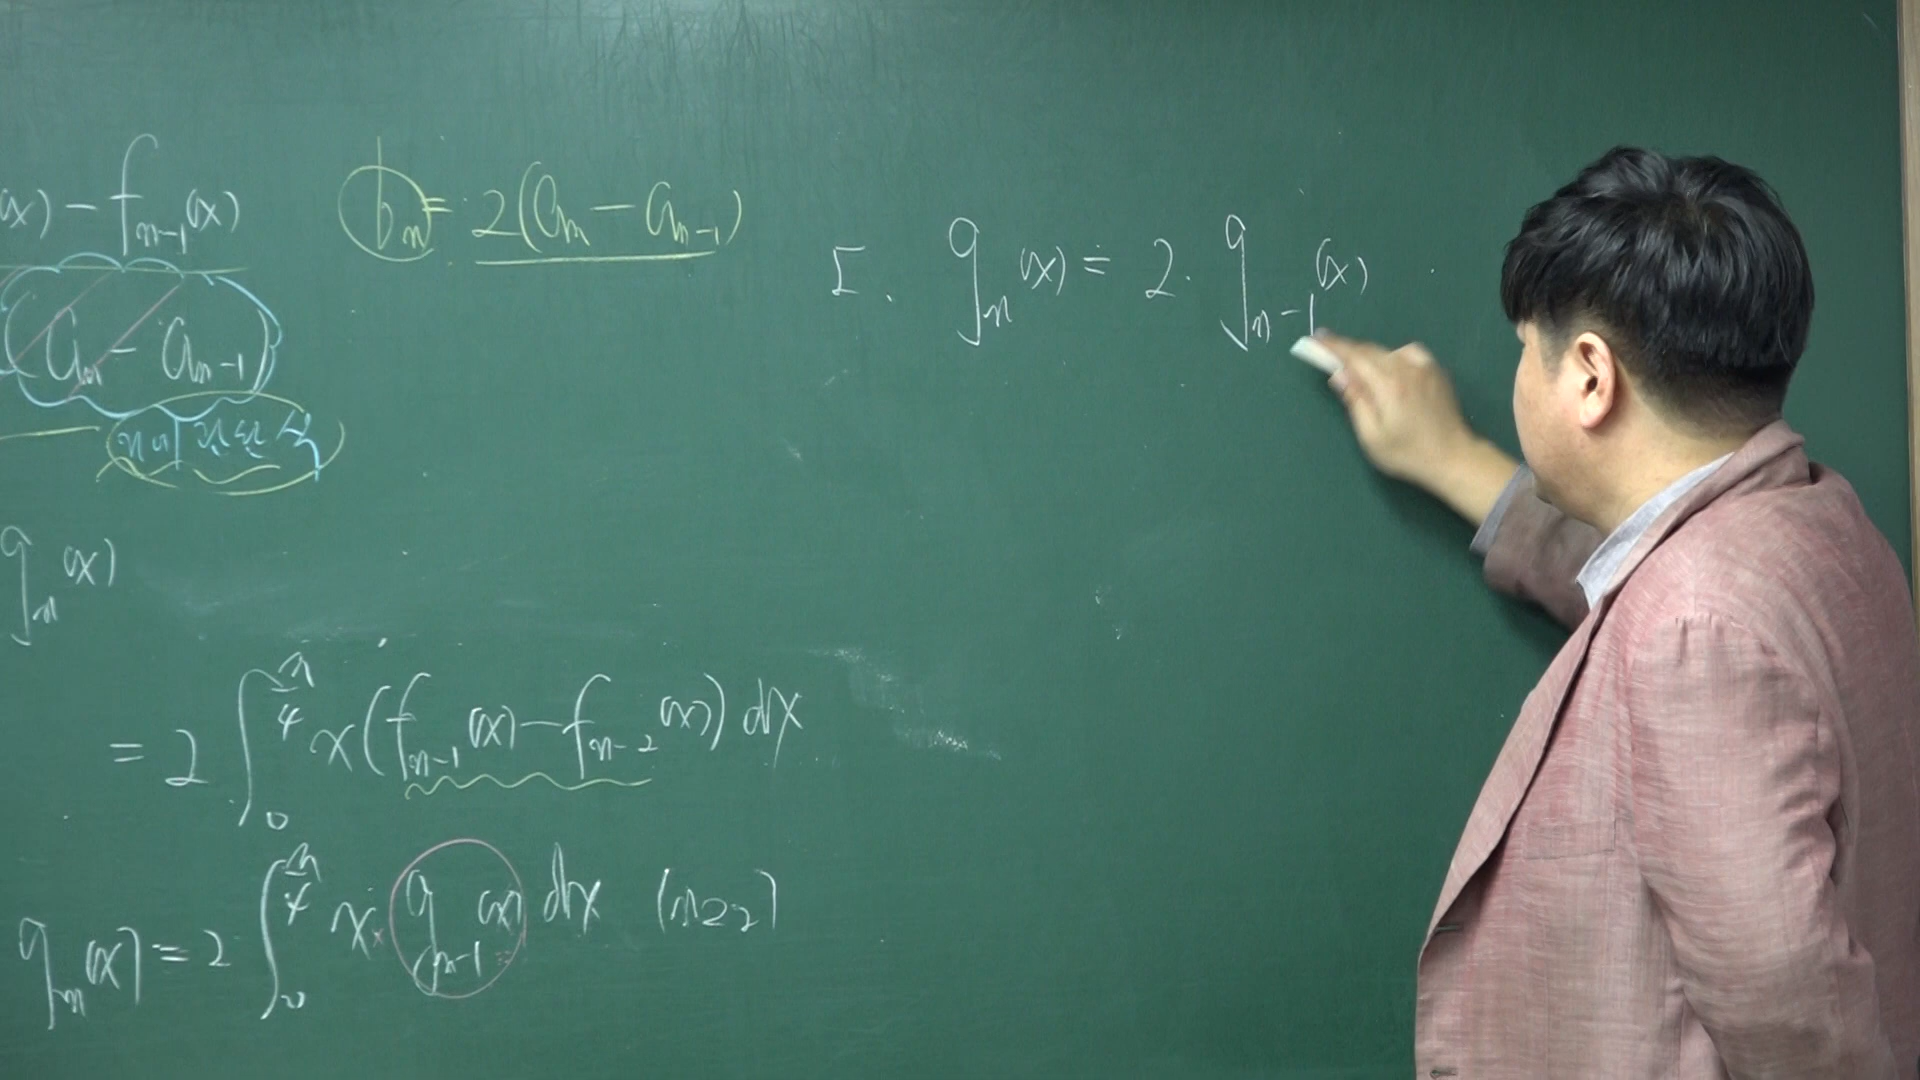 (x) - f_{n-1}(x)
a_n - a_{n-1}
g_n(x)
= 2 ∫_0^{π/4} x(f_{n-1}(x) - f_{n-2}(x)) dx
g_n(x) = 2 ∫_0^{π/4} x · g_{n-1}(x) dx (n≥2)
b_n = 2(a_n - a_{n-1})
I. g_n(x) = 2. g_{n-1}(x)